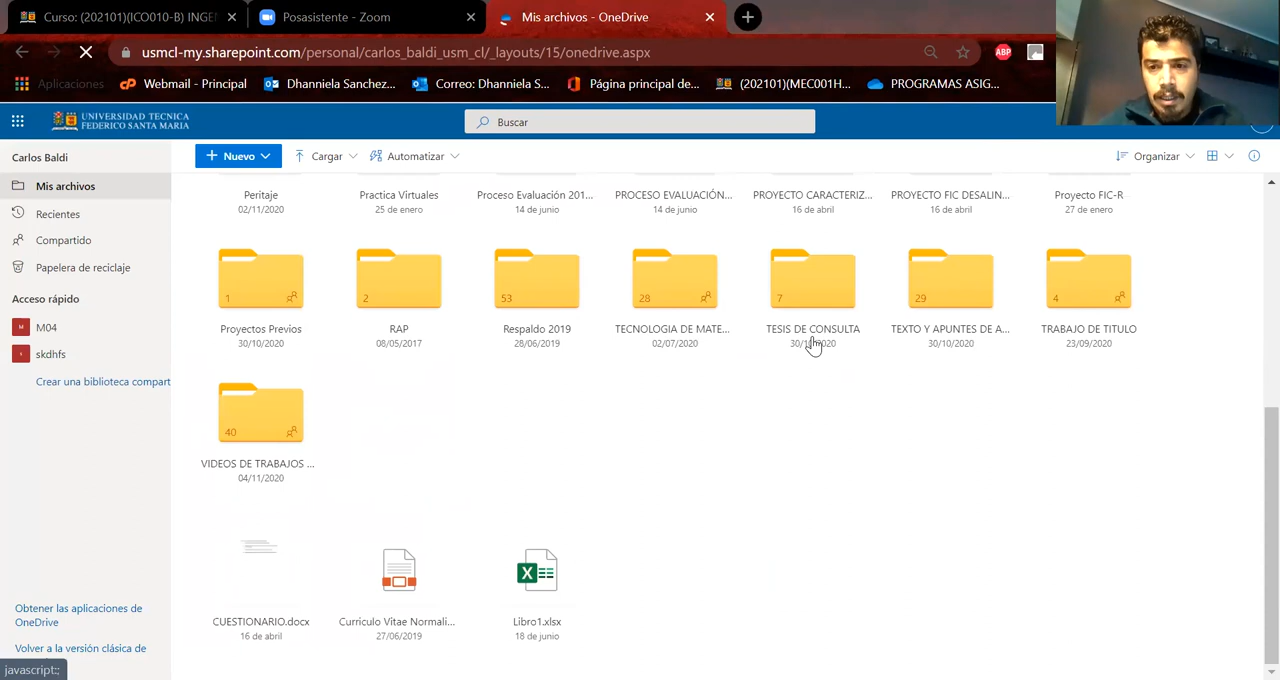 Curso: (202101)(ICO010-B) INGEN
Posasistente - Zoom
Mis archivos - OneDrive
usmcl-my.sharepoint.com/personal/carlos_baldi_usm_cl/_layouts/15/onedrive.aspx
ABP
Aplicaciones
Webmail - Principal
Dhanniela Sanchez...
Correo: Dhanniela S...
Página principal de...
(202101)(MEC001H...
PROGRAMAS ASIG...
UNIVERSIDAD TECNICA
FEDERICO SANTA MARIA
Buscar
Carlos Baldi
Nuevo
Cargar
Automatizar
Organizar
Mis archivos
Recientes
Compartido
Papelera de reciclaje
Acceso rápido
M M04
skdhfs
Crear una biblioteca compart
Obtener las aplicaciones de
OneDrive
Volver a la versión clásica de
javascript:;
Peritaje
02/11/2020
Practica Virtuales
25 de enero
Proceso Evaluación 201...
14 de junio
PROCESO EVALUACIÓN...
14 de junio
PROYECTO CARACTERIZ...
16 de abril
PROYECTO FIC DESALIN...
16 de abril
Proyecto FIC-R
27 de enero
1
Proyectos Previos
30/10/2020
2
RAP
08/05/2017
53
Respaldo 2019
28/06/2019
28
TECNOLOGIA DE MATE...
02/07/2020
7
TESIS DE CONSULTA
30/10/2020
29
TEXTO Y APUNTES DE A...
30/10/2020
4
TRABAJO DE TITULO
23/09/2020
40
VIDEOS DE TRABAJOS ...
04/11/2020
CUESTIONARIO.docx
16 de abril
Curriculo Vitae Normali...
27/06/2019
Libro1.xlsx
18 de junio